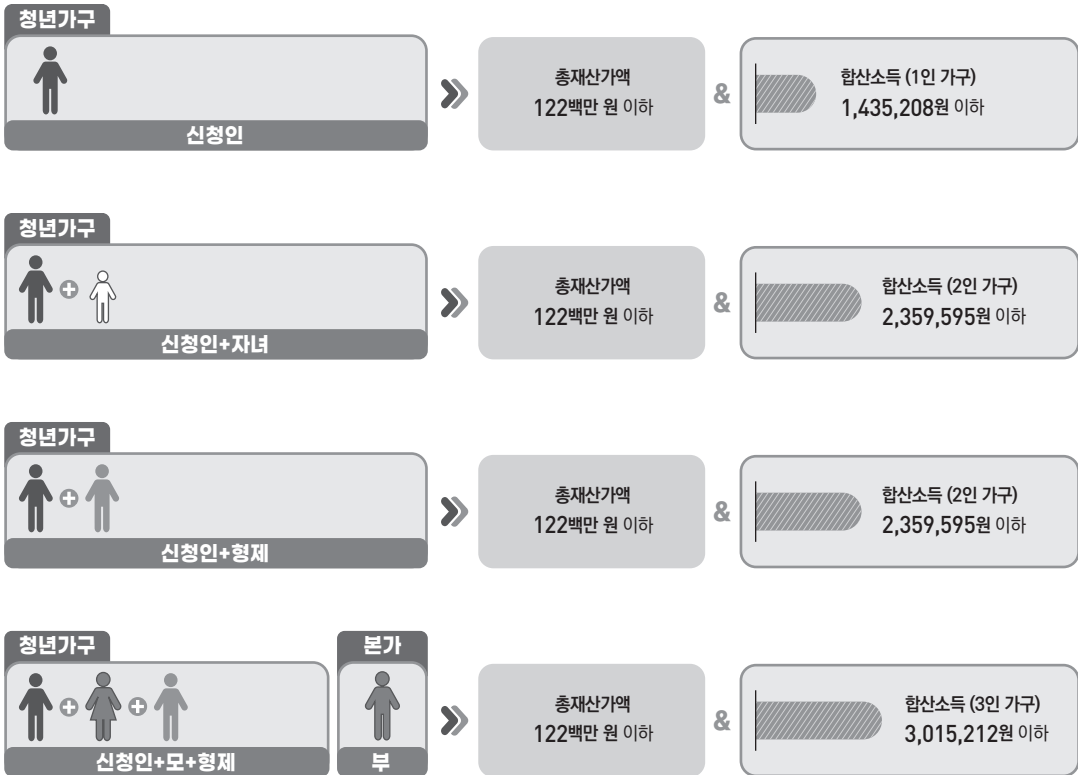 청년가구
신청인
총재산가액
122백만 원 이하
&
합산소득 (1인 가구)
1,435,208원 이하
청년가구
신청인+자녀
총재산가액
122백만 원 이하
&
합산소득 (2인 가구)
2,359,595원 이하
청년가구
신청인+형제
총재산가액
122백만 원 이하
&
합산소득 (2인 가구)
2,359,595원 이하
청년가구
신청인+모+형제
본가
부
총재산가액
122백만 원 이하
&
합산소득 (3인 가구)
3,015,212원 이하